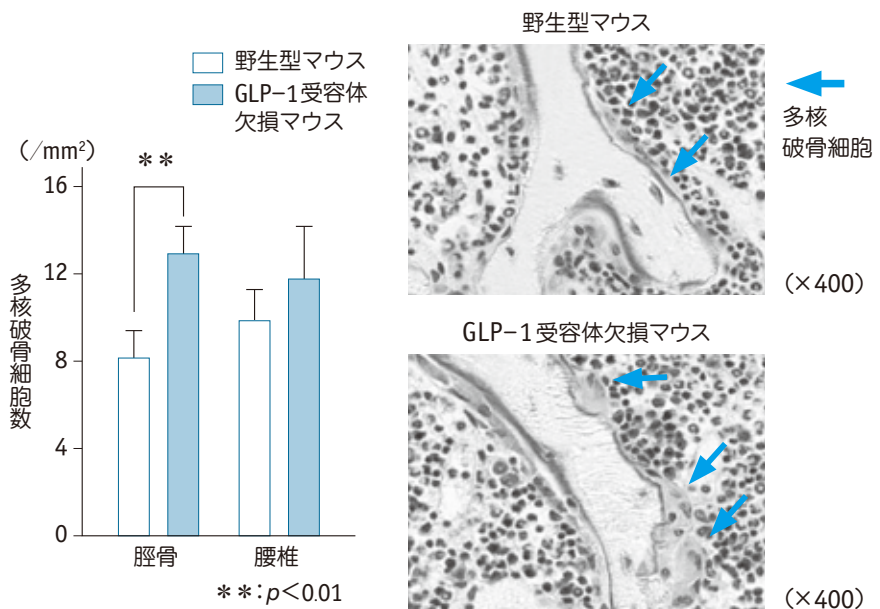 野生型マウス
GLP-1受容体
欠損マウス
(/mm²)
16
12
8
4
0
多核破骨細胞数
**
脛骨
腰椎
**:p<0.01
野生型マウス
多核
破骨細胞
(×400)
GLP-1受容体欠損マウス
(×400)